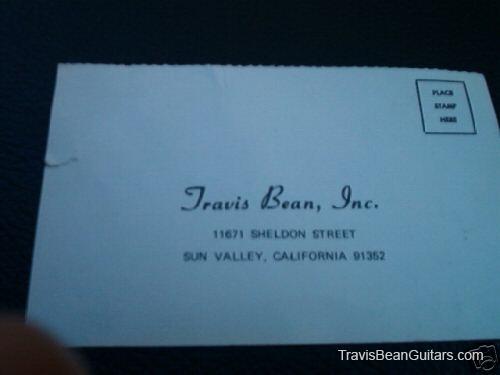 PLACE
STAMP
HERE
Travis Bean, Inc.
11671 SHELDON STREET
SUN VALLEY, CALIFORNIA 91352
TravisBeanGuitars.com